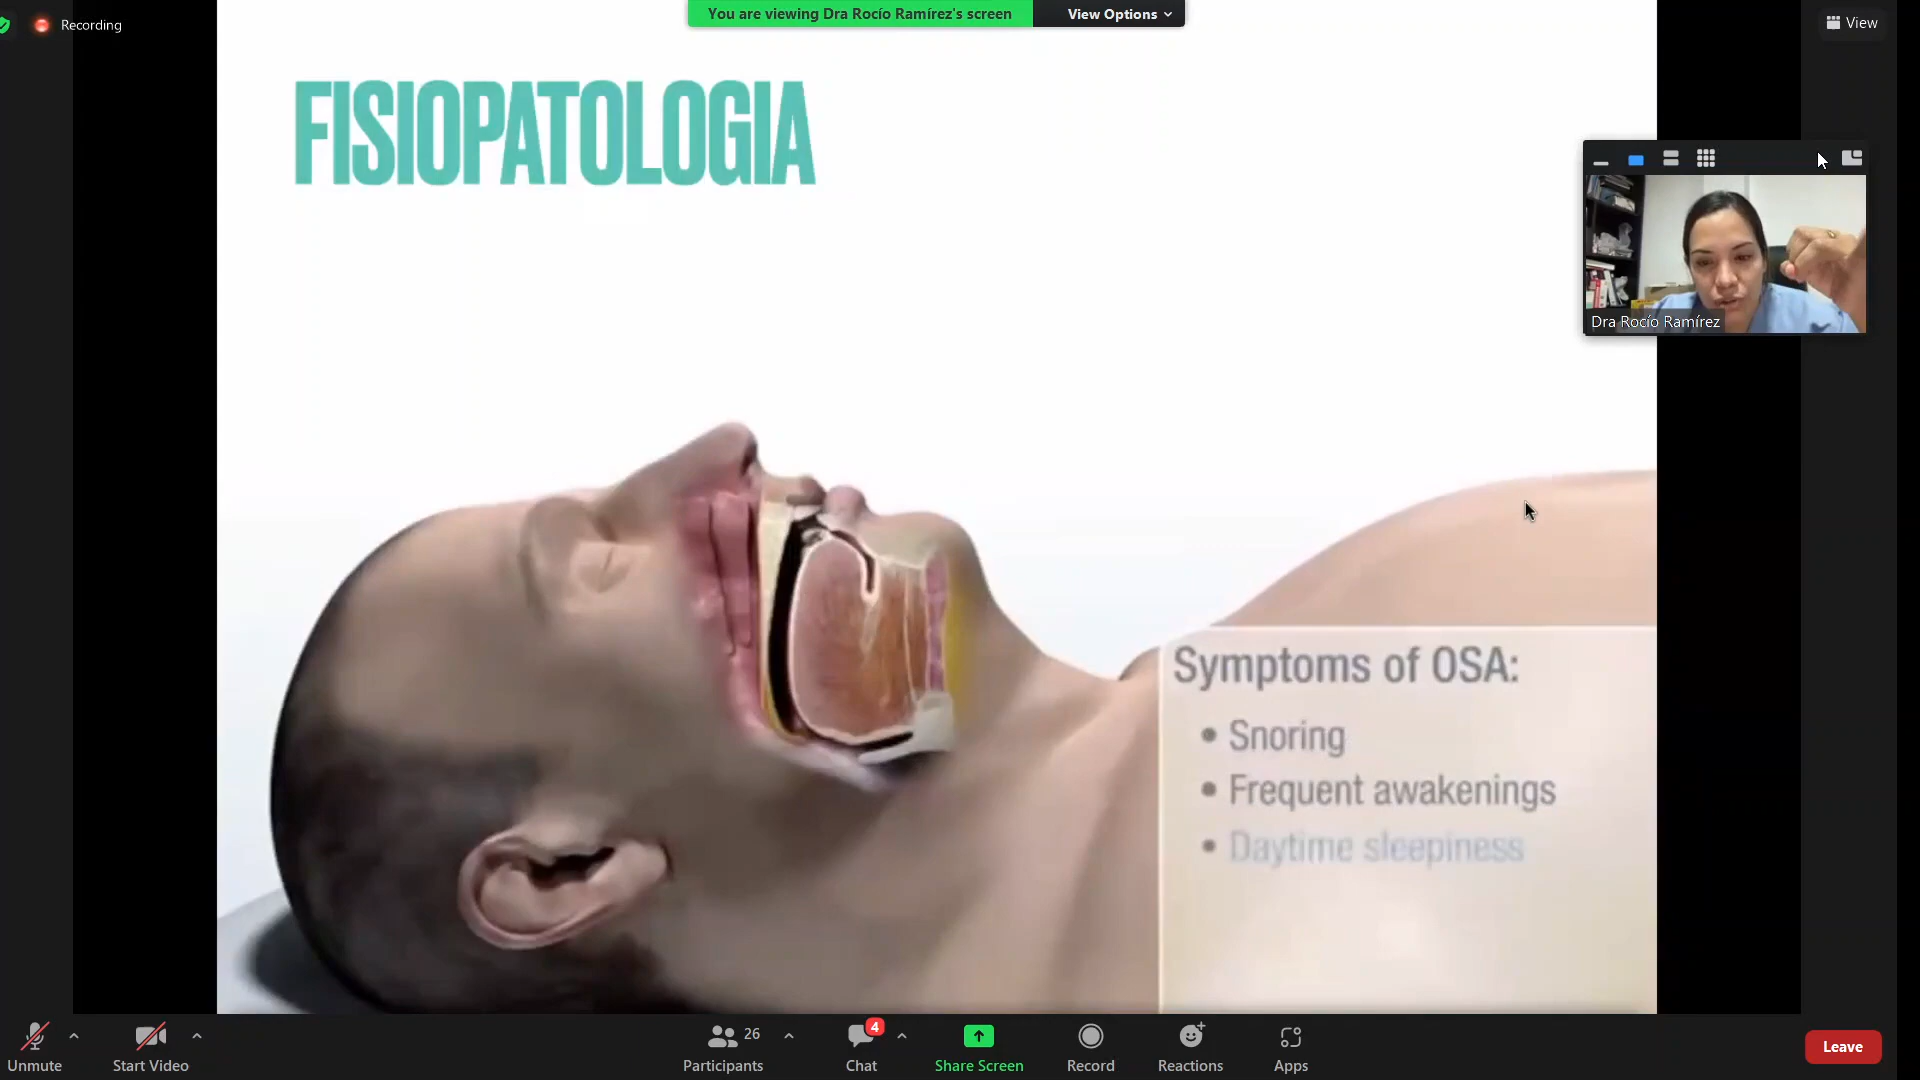 You are viewing Dra Rocío Ramírez's screen
View Options
Recording
View
FISIOPATOLOGIA
Dra Rocío Ramírez
Symptoms of OSA:
• Snoring
• Frequent awakenings
• Daytime sleepiness
Unmute
Start Video
26
Participants
4
Chat
Share Screen
Record
Reactions
Apps
Leave